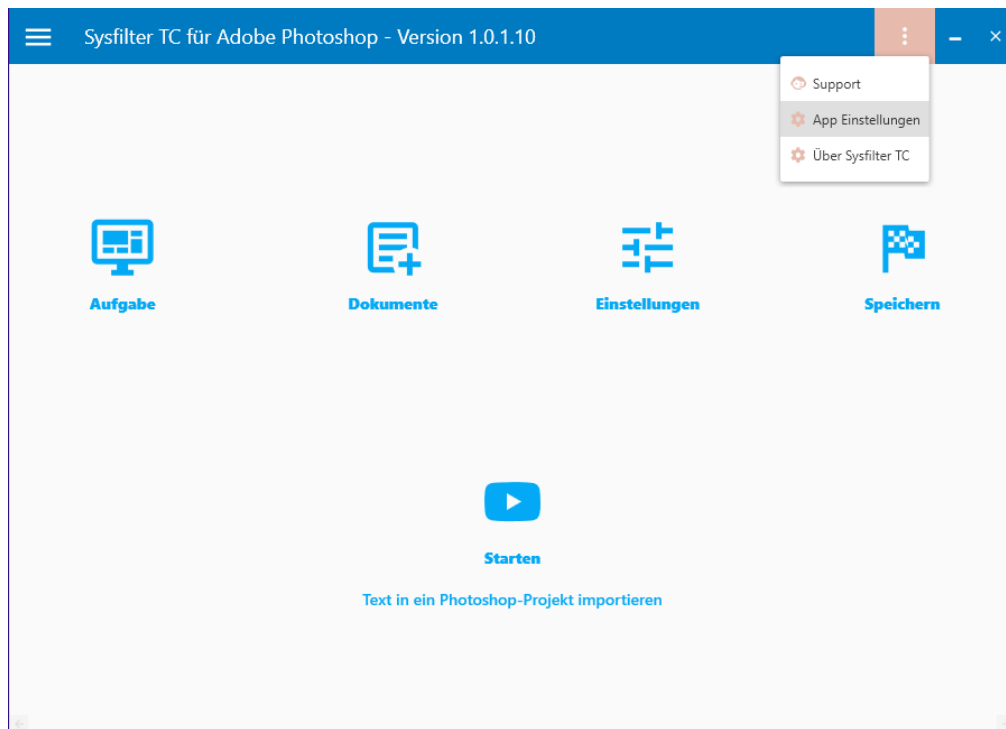 Sysfilter TC für Adobe Photoshop - Version 1.0.1.10
Support
App Einstellungen
Über Sysfilter TC
Aufgabe
Dokumente
Einstellungen
Speichern
Starten
Text in ein Photoshop-Projekt importieren